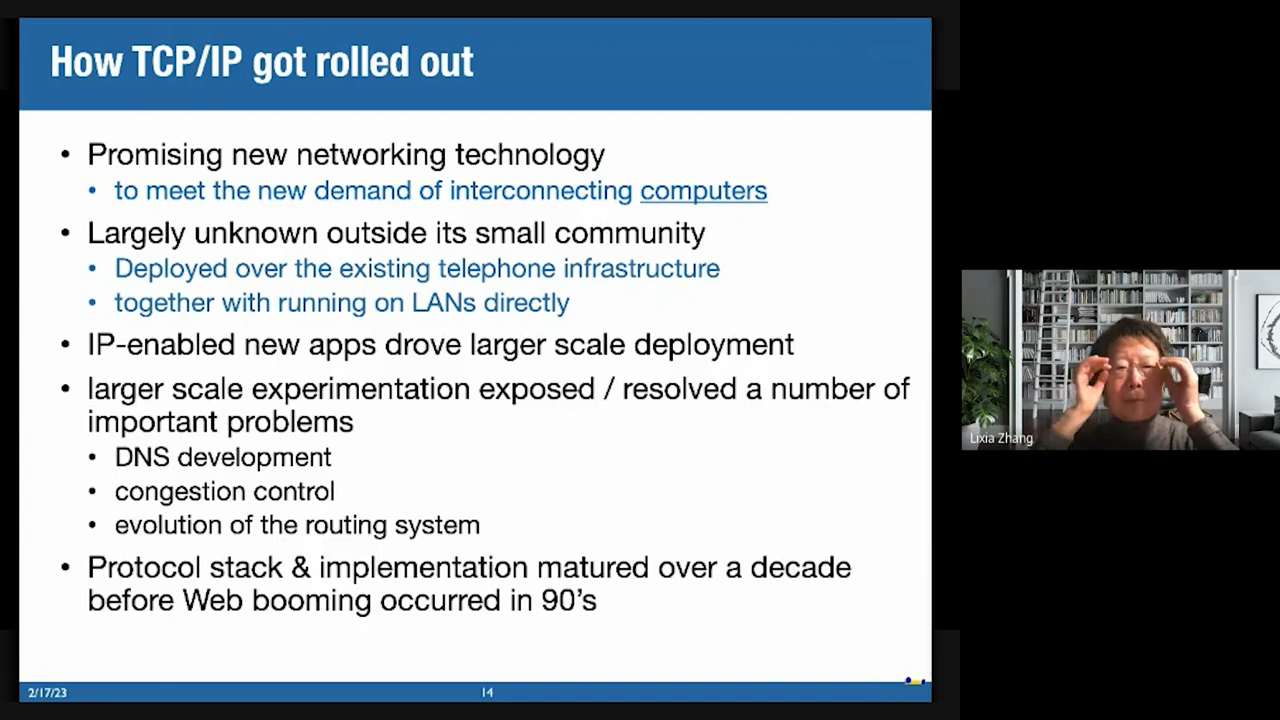 How TCP/IP got rolled out
• Promising new networking technology
• to meet the new demand of interconnecting computers
• Largely unknown outside its small community
• Deployed over the existing telephone infrastructure
• together with running on LANs directly
• IP-enabled new apps drove larger scale deployment
• larger scale experimentation exposed / resolved a number of
important problems
• DNS development
• congestion control
• evolution of the routing system
• Protocol stack & implementation matured over a decade
before Web booming occurred in 90's
2/17/23
14
Lixia Zhang